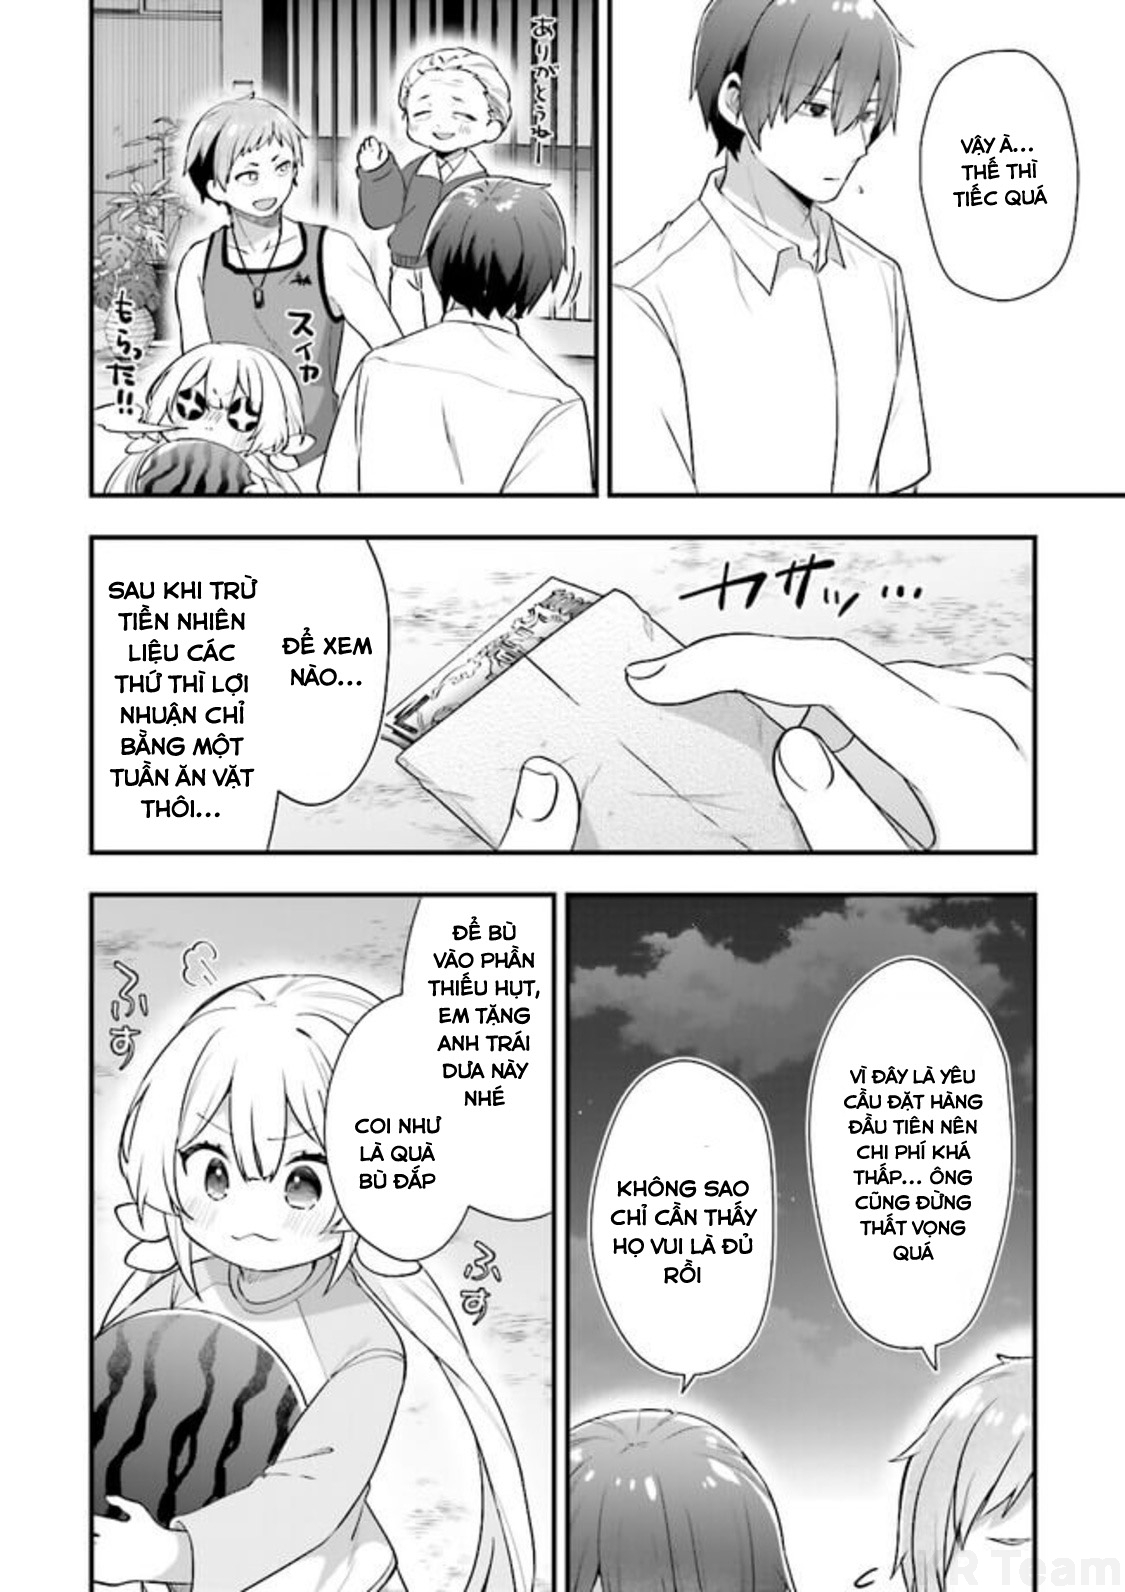 VẬY À...
THẾ THÌ
TIẾC QUÁ
ありがとうねー
スイカ
もらった!!
カサッ…
ĐỂ XEM
NÀO...
SAU KHI TRỪ
TIỀN NHIÊN
LIỆU CÁC
THỨ THÌ LỢI
NHUẬN CHỈ
BẰNG MỘT
TUẦN ĂN VẶT
THÔI...
VÌ ĐÂY LÀ YÊU
CẦU ĐẶT HÀNG
ĐẦU TIÊN NÊN
CHI PHÍ KHÁ
THẤP... ÔNG
CŨNG ĐỪNG
THẤT VỌNG
QUÁ
KHÔNG SAO
CHỈ CẦN THẤY
HỌ VUI LÀ ĐỦ
RỒI
ĐỂ BÙ
VÀO PHẦN
THIẾU HỤT,
EM TẶNG
ANH TRÁI
DƯA NÀY
NHÉ
COI NHƯ
LÀ QUÀ
BÙ ĐẮP
ふす
ふす
KR Team